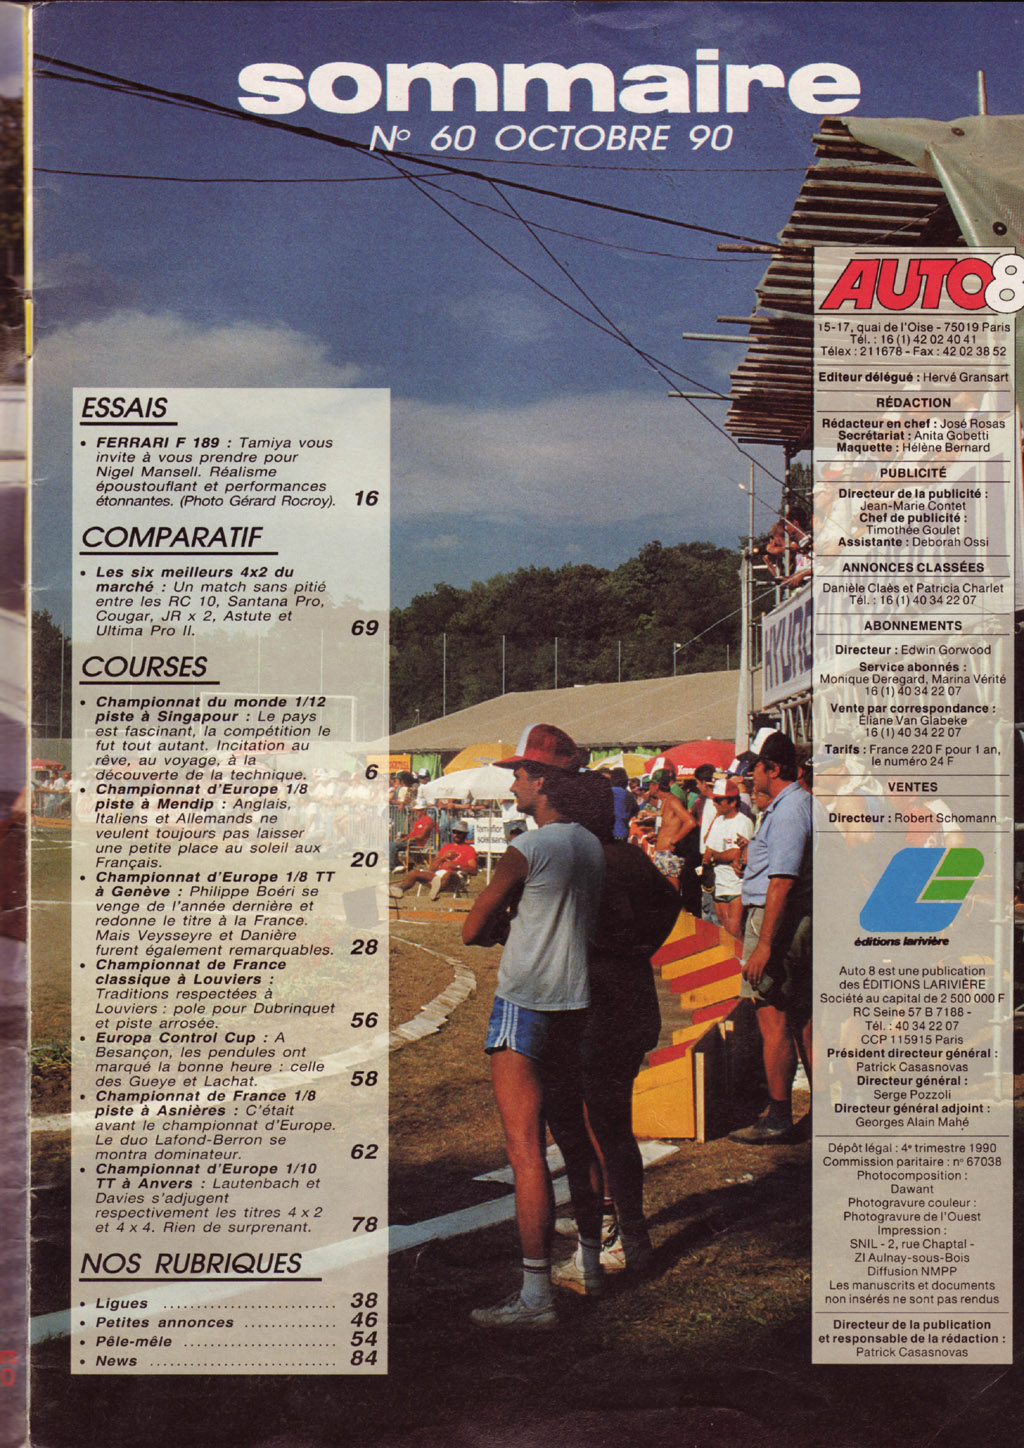 sommaire
N° 60 OCTOBRE 90
ESSAIS
• FERRARI F 189 : Tamiya vous
invite à vous prendre pour
Nigel Mansell. Réalisme
époustouflant et performances
étonnantes. (Photo Gérard Rocroy). 16
COMPARATIF
• Les six meilleurs 4x2 du
marché : Un match sans pitié
entre les RC 10, Santana Pro,
Cougar, JR x 2, Astute et
Ultima Pro II. 69
COURSES
• Championnat du monde 1/12
piste à Singapour : Le pays
est fascinant, la compétition le
fut tout autant. Incitation au
rêve, au voyage, à la
découverte de la technique. 6
• Championnat d'Europe 1/8
piste à Mendip : Anglais,
Italiens et Allemands ne
veulent toujours pas laisser
une petite place au soleil aux
Français. 20
• Championnat d'Europe 1/8 TT
à Genève : Philippe Boéri se
venge de l'année dernière et
redonne le titre à la France.
Mais Veysseyre et Danière
furent également remarquables. 28
• Championnat de France
classique à Louviers :
Traditions respectées à
Louviers : pole pour Dubrinquet
et piste arrosée. 56
• Europa Control Cup : A
Besançon, les pendules ont
marqué la bonne heure : celle
des Gueye et Lachat. 58
• Championnat de France 1/8
piste à Asnières : C'était
avant le championnat d'Europe.
Le duo Lafond-Berron se
montra dominateur. 62
• Championnat d'Europe 1/10
TT à Anvers : Lautenbach et
Davies s'adjugent
respectivement les titres 4 x 2
et 4 x 4. Rien de surprenant. 78
NOS RUBRIQUES
• Ligues ........................ 38
• Petites annonces ............. 46
• Pêle-mêle ..................... 54
• News .......................... 84
AUTO 8
15-17, quai de l'Oise - 75019 Paris
Tél. : 16 (1) 42 02 40 41
Télex : 211678 - Fax : 42 02 38 52
Editeur délégué : Hervé Gransart
RÉDACTION
Rédacteur en chef : José Rosas
Secrétariat : Anita Gobetti
Maquette : Hélène Bernard
PUBLICITÉ
Directeur de la publicité :
Jean-Marie Contet
Chef de publicité :
Timothée Goulet
Assistante : Deborah Ossi
ANNONCES CLASSÉES
Danièle Claès et Patricia Charlet
Tél. : 16 (1) 40 34 22 07
ABONNEMENTS
Directeur : Edwin Gorwood
Service abonnés :
Monique Deregard, Marina Vérité
16 (1) 40 34 22 07
Vente par correspondance :
Éliane Van Glabeke
16 (1) 40 34 22 07
Tarifs : France 220 F pour 1 an,
le numéro 24 F
VENTES
Directeur : Robert Schomann
éditions larivière
Auto 8 est une publication
des ÉDITIONS LARIVIÈRE
Société au capital de 2 500 000 F
RC Seine 57 B 7188 -
Tél. : 40 34 22 07
CCP 115915 Paris
Président directeur général :
Patrick Casasnovas
Directeur général :
Serge Pozzoli
Directeur général adjoint :
Georges Alain Mahé
Dépôt légal : 4e trimestre 1990
Commission paritaire : n° 67038
Photocomposition :
Dawant
Photogravure couleur :
Photogravure de l'Ouest
Impression :
SNIL - 2, rue Chaptal -
ZI Aulnay-sous-Bois
Diffusion NMPP
Les manuscrits et documents
non insérés ne sont pas rendus
Directeur de la publication
et responsable de la rédaction :
Patrick Casasnovas